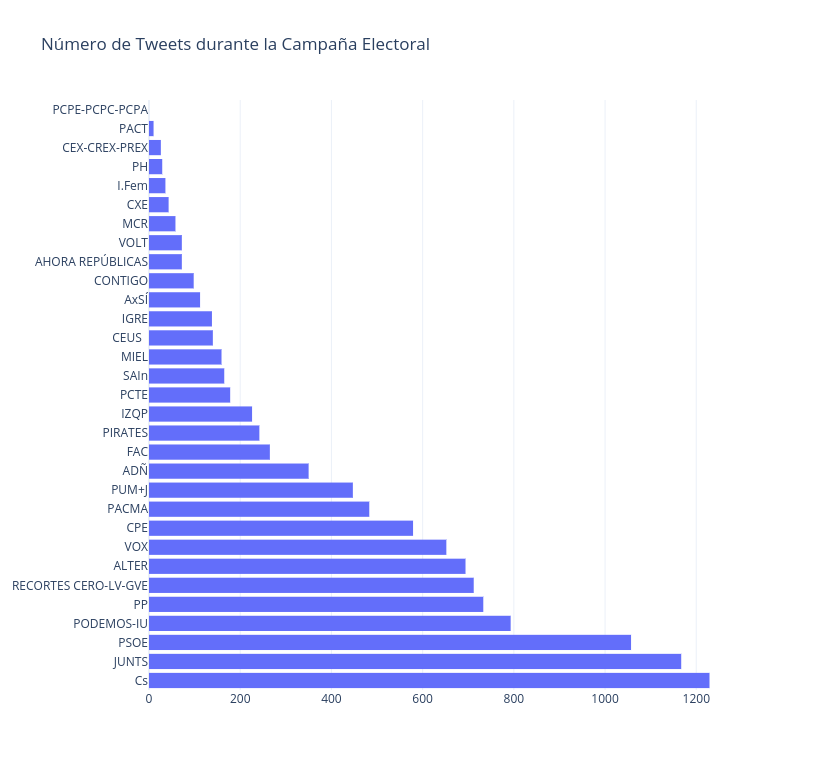 Número de Tweets durante la Campaña Electoral
PCPE-PCPC-PCPA
PACT
CEX-CREX-PREX
PH
I.Fem
CXE
MCR
VOLT
AHORA REPÚBLICAS
CONTIGO
AxSÍ
IGRE
CEUS
MIEL
SAIn
PCTE
IZQP
PIRATES
FAC
ADÑ
PUM+J
PACMA
CPE
VOX
ALTER
RECORTES CERO-LV-GVE
PP
PODEMOS-IU
PSOE
JUNTS
Cs
0 200 400 600 800 1000 1200